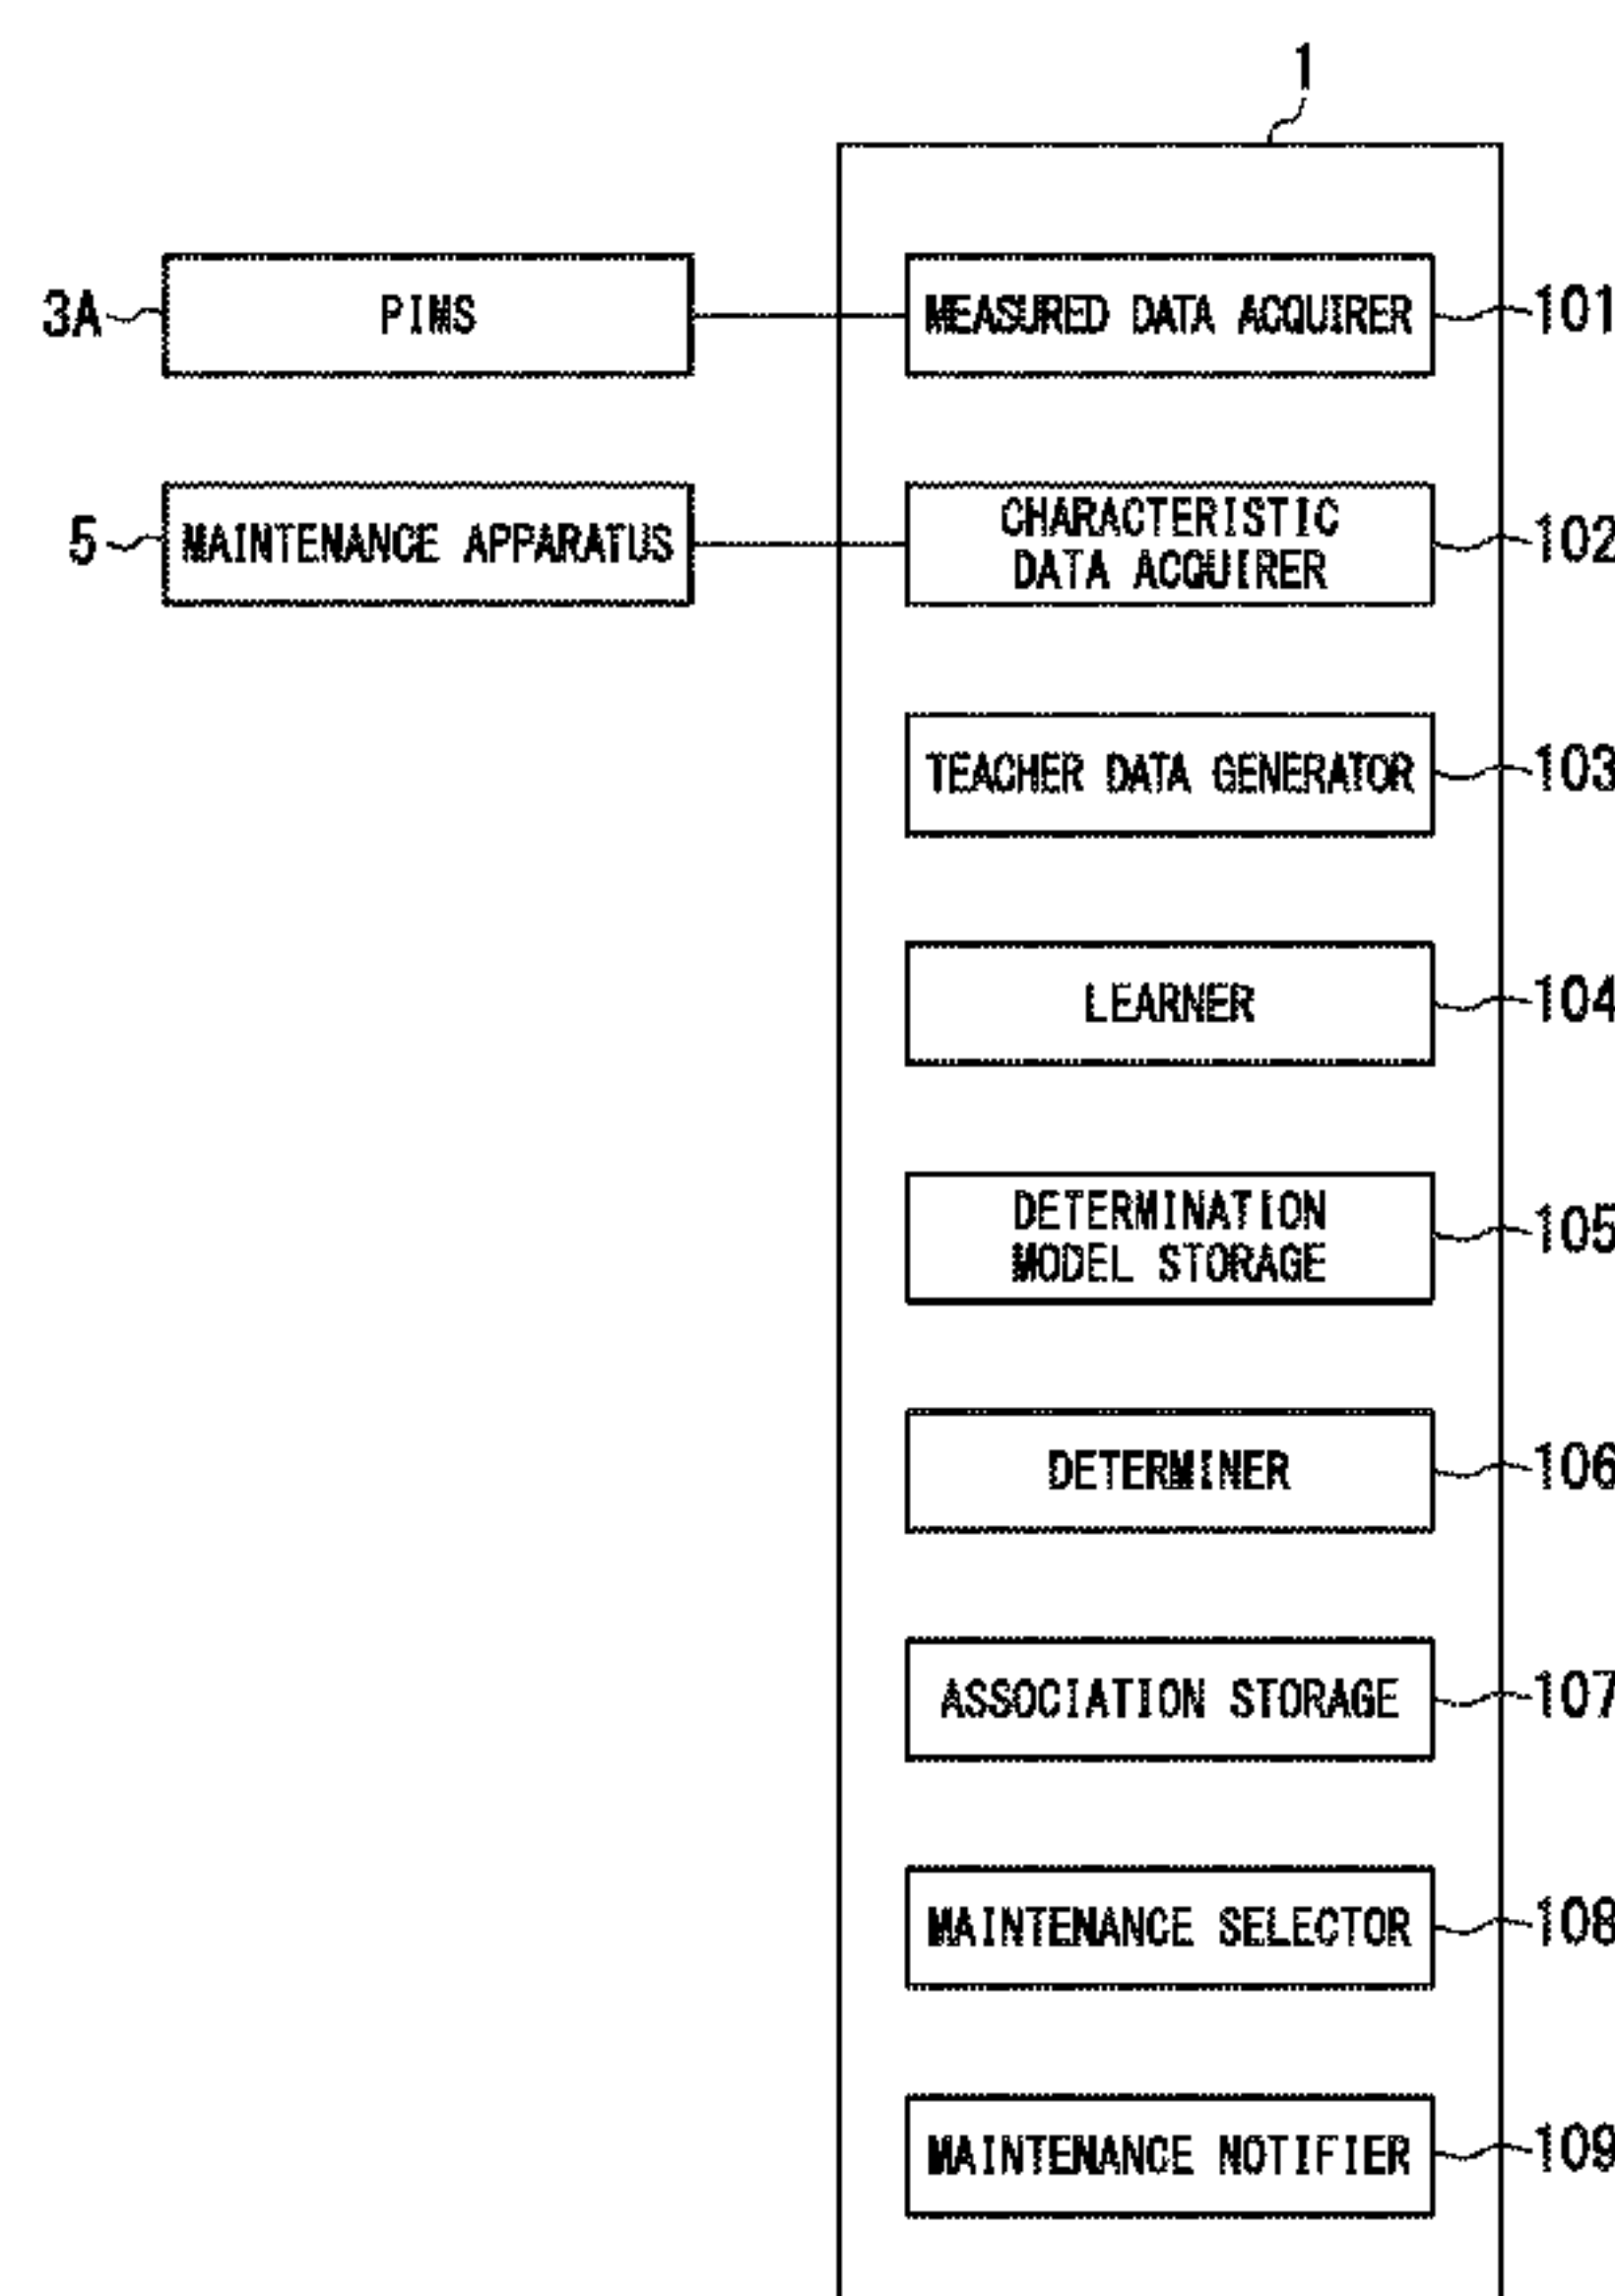 1
3A
PIMS
MEASURED DATA ACQUIRER
101
5
MAINTENANCE APPARATUS
CHARACTERISTIC
DATA ACQUIRER
102
TEACHER DATA GENERATOR
103
LEARNER
104
DETERMINATION
MODEL STORAGE
105
DETERMINER
106
ASSOCIATION STORAGE
107
MAINTENANCE SELECTOR
108
MAINTENANCE NOTIFIER
109